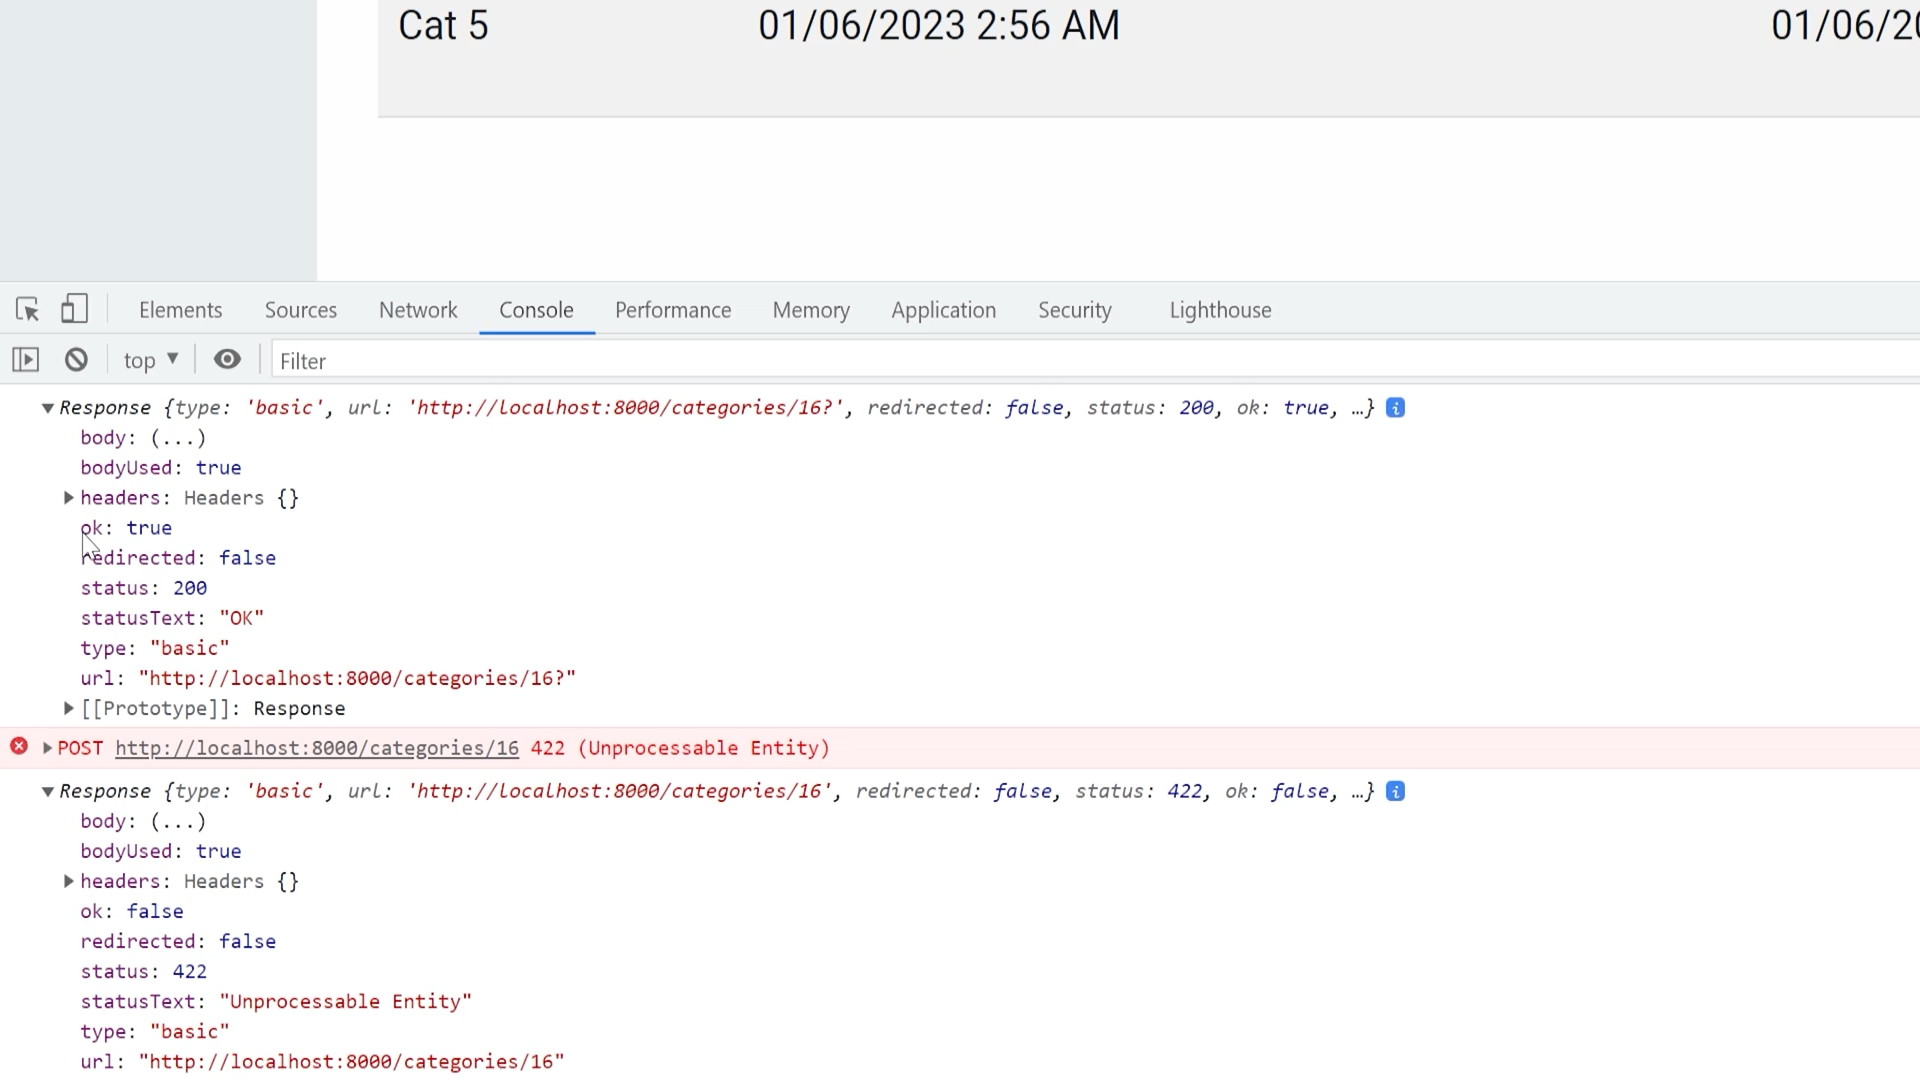 Cat 5 01/06/2023 2:56 AM 01/06/20
Elements Sources Network Console Performance Memory Application Security Lighthouse
top ▼ Filter
▼Response {type: 'basic', url: 'http://localhost:8000/categories/16?', redirected: false, status: 200, ok: true, …} i
body: (...)
bodyUsed: true
▶headers: Headers {}
ok: true
redirected: false
status: 200
statusText: "OK"
type: "basic"
url: "http://localhost:8000/categories/16?"
▶[[Prototype]]: Response
▶POST http://localhost:8000/categories/16 422 (Unprocessable Entity)
▼Response {type: 'basic', url: 'http://localhost:8000/categories/16', redirected: false, status: 422, ok: false, …} i
body: (...)
bodyUsed: true
▶headers: Headers {}
ok: false
redirected: false
status: 422
statusText: "Unprocessable Entity"
type: "basic"
url: "http://localhost:8000/categories/16"